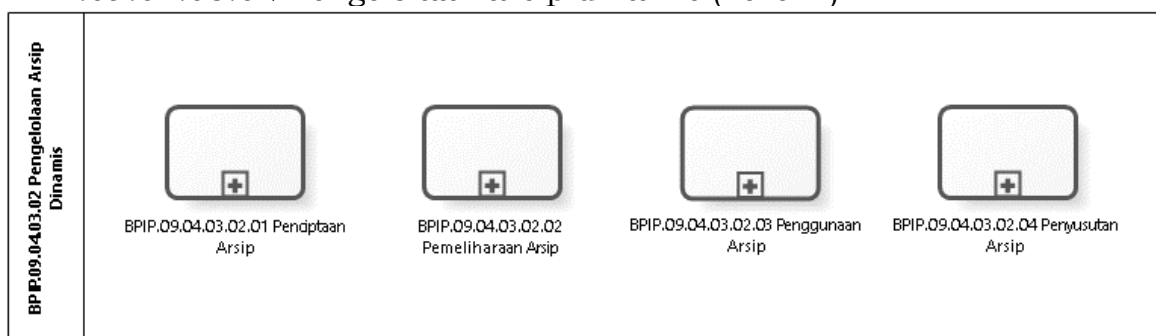 BPIP.09.04.03.02 Pengelolaan Arsip
Dinamis
BPIP.09.04.03.02.01 Penciptaan
Arsip
BPIP.09.04.03.02.02
Pemeliharaan Arsip
BPIP.09.04.03.02.03 Penggunaan
Arsip
BPIP.09.04.03.02.04 Penyusutan
Arsip